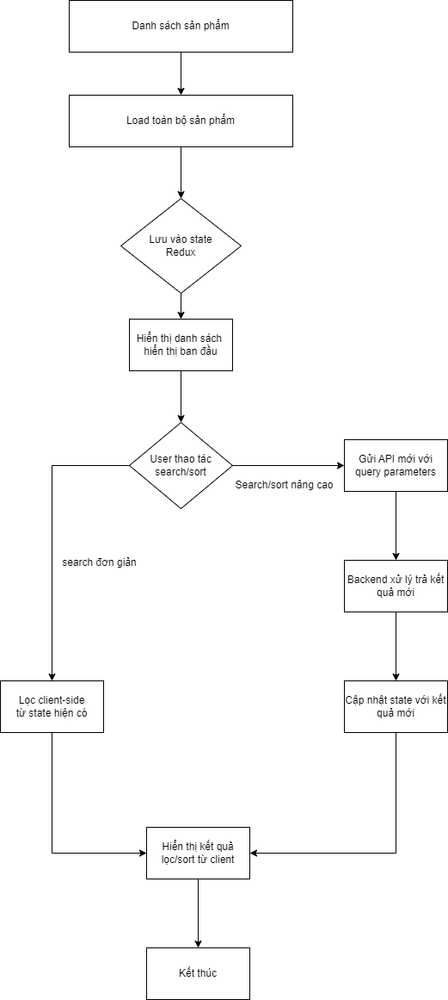 Danh sách sản phẩm
Load toàn bộ sản phẩm
Lưu vào state
Redux
Hiển thị danh sách
hiển thị ban đầu
User thao tác
search/sort
Gửi API mới với
query parameters
Search/sort nâng cao
search đơn giản
Backend xử lý trả kết
quả mới
Lọc client-side
từ state hiện có
Cập nhật state với kết
quả mới
Hiển thị kết quả
lọc/sort từ client
Kết thúc